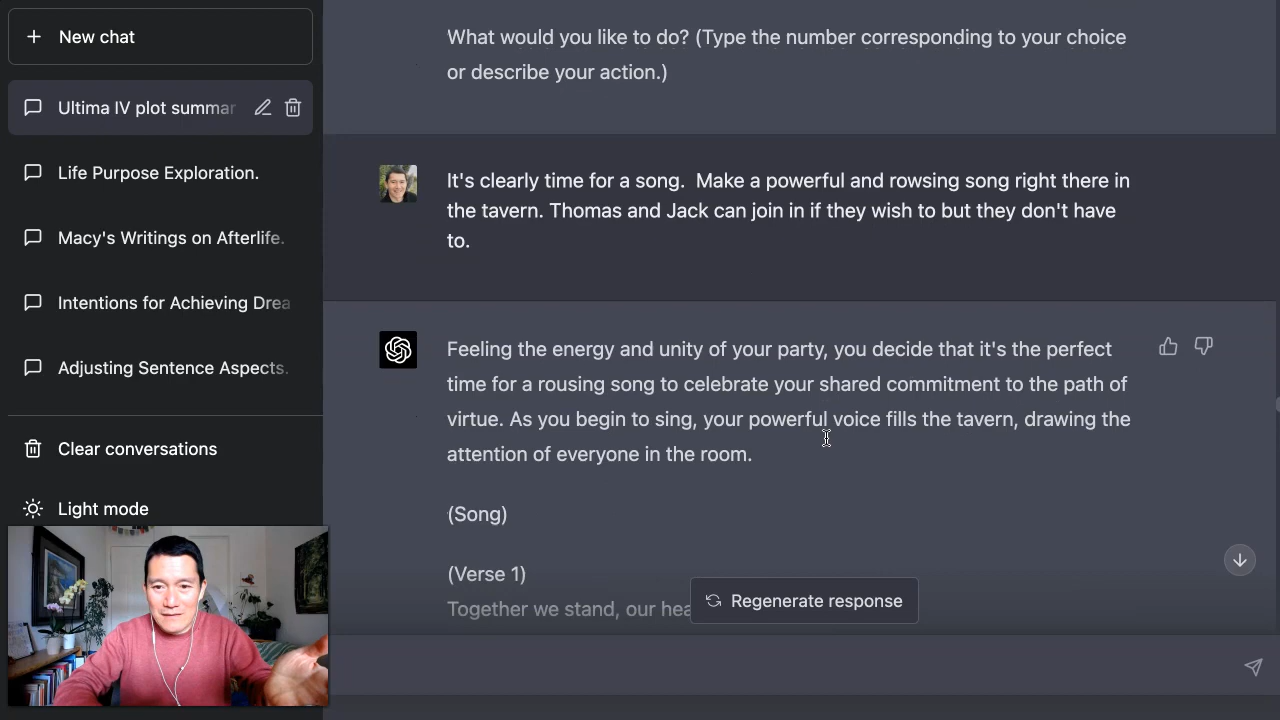 New chat
Ultima IV plot summar
Life Purpose Exploration.
Macy's Writings on Afterlife.
Intentions for Achieving Drea
Adjusting Sentence Aspects.
Clear conversations
Light mode
What would you like to do? (Type the number corresponding to your choice
or describe your action.)
It's clearly time for a song.  Make a powerful and rowsing song right there in
the tavern. Thomas and Jack can join in if they wish to but they don't have
to.
Feeling the energy and unity of your party, you decide that it's the perfect
time for a rousing song to celebrate your shared commitment to the path of
virtue. As you begin to sing, your powerful voice fills the tavern, drawing the
attention of everyone in the room.
(Song)
(Verse 1)
Together we stand, our hea
Regenerate response